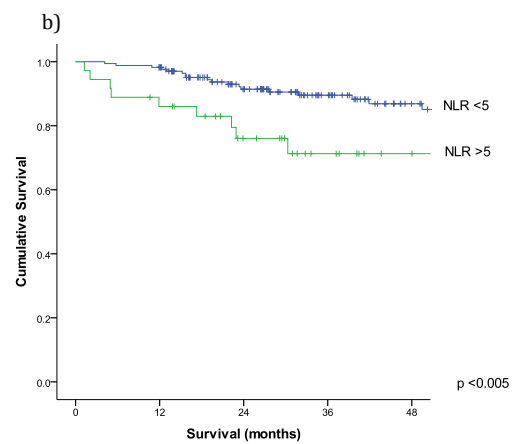 b)
1.0
NLR <5
0.8
NLR >5
0.6
0.4
0.2
0.0
Cumulative Survival
p <0.005
0 12 24 36 48
Survival (months)